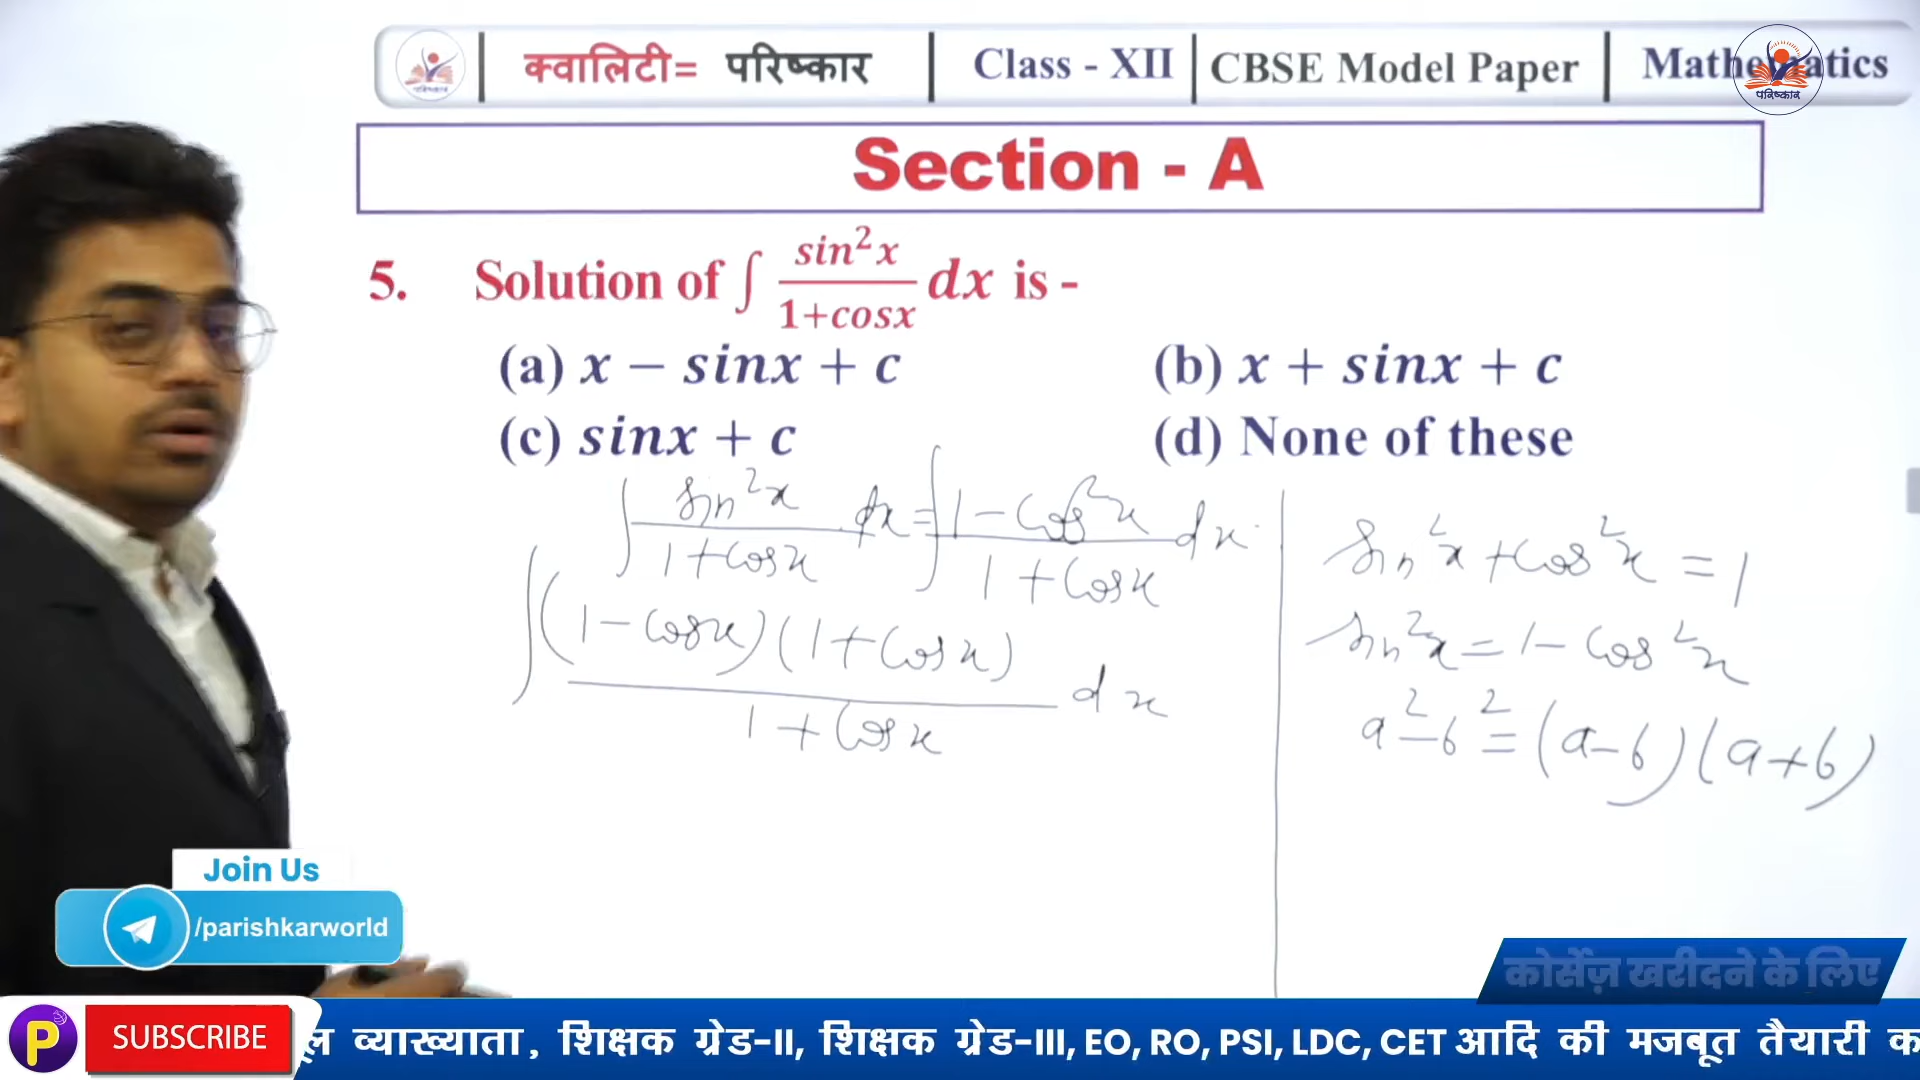 क्वालिटी= परिष्कार | Class - XII | CBSE Model Paper | Mathematics
परिष्कार
Section - A
5. Solution of ∫ sin²x/1+cosx dx is -
(a) x − sinx + c (b) x + sinx + c
(c) sinx + c (d) None of these
∫ sin²x/1+cosx dx = ∫ 1-cos²x/1+cosx dx
∫ (1-cosx)(1+cosx)/1+cosx dx
sin²x + cos²x = 1
sin²x = 1 - cos²x
a² - b² = (a-b)(a+b)
Join Us
/parishkarworld
कोर्सेज़ खरीदने के लिए
P SUBSCRIBE
व्याख्याता, शिक्षक ग्रेड-II, शिक्षक ग्रेड-III, EO, RO, PSI, LDC, CET आदि की मजबूत तैयारी